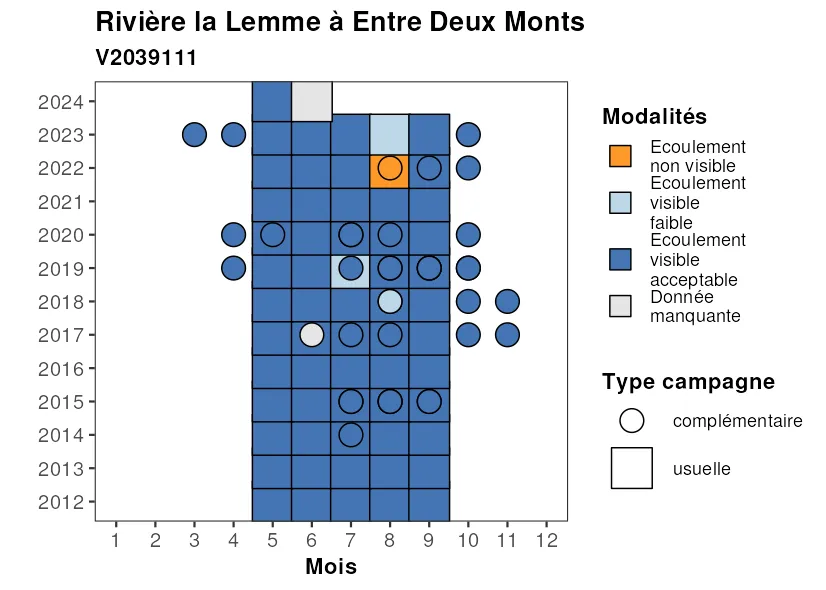 Rivière la Lemme à Entre Deux Monts
V2039111
2024
2023
2022
2021
2020
2019
2018
2017
2016
2015
2014
2013
2012
1 2 3 4 5 6 7 8 9 10 11 12
Mois
Modalités
Ecoulement
non visible
Ecoulement
visible
faible
Ecoulement
visible
acceptable
Donnée
manquante
Type campagne
complémentaire
usuelle